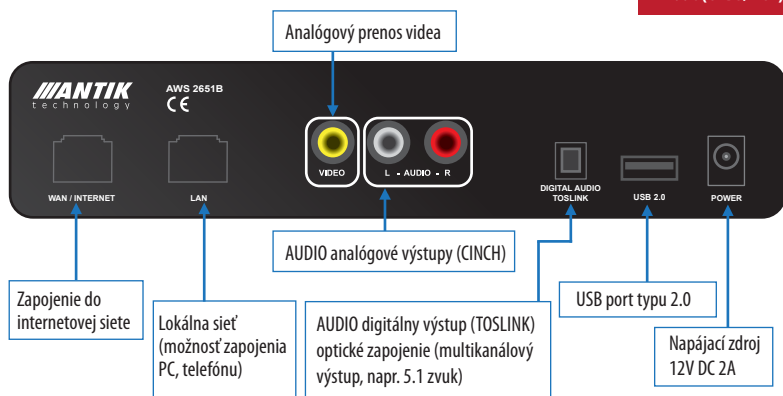 Analógový prenos videa
ANTIK
technology
AWS 2651B
CE
VIDEO
L - AUDIO - R
WAN / INTERNET
LAN
DIGITAL AUDIO
TOSLINK
USB 2.0
POWER
AUDIO analógové výstupy (CINCH)
Zapojenie do
internetovej siete
Lokálna sieť
(možnosť zapojenia
PC, telefónu)
AUDIO digitálny výstup (TOSLINK)
optické zapojenie (multikanálový
výstup, napr. 5.1 zvuk)
USB port typu 2.0
Napájací zdroj
12V DC 2A